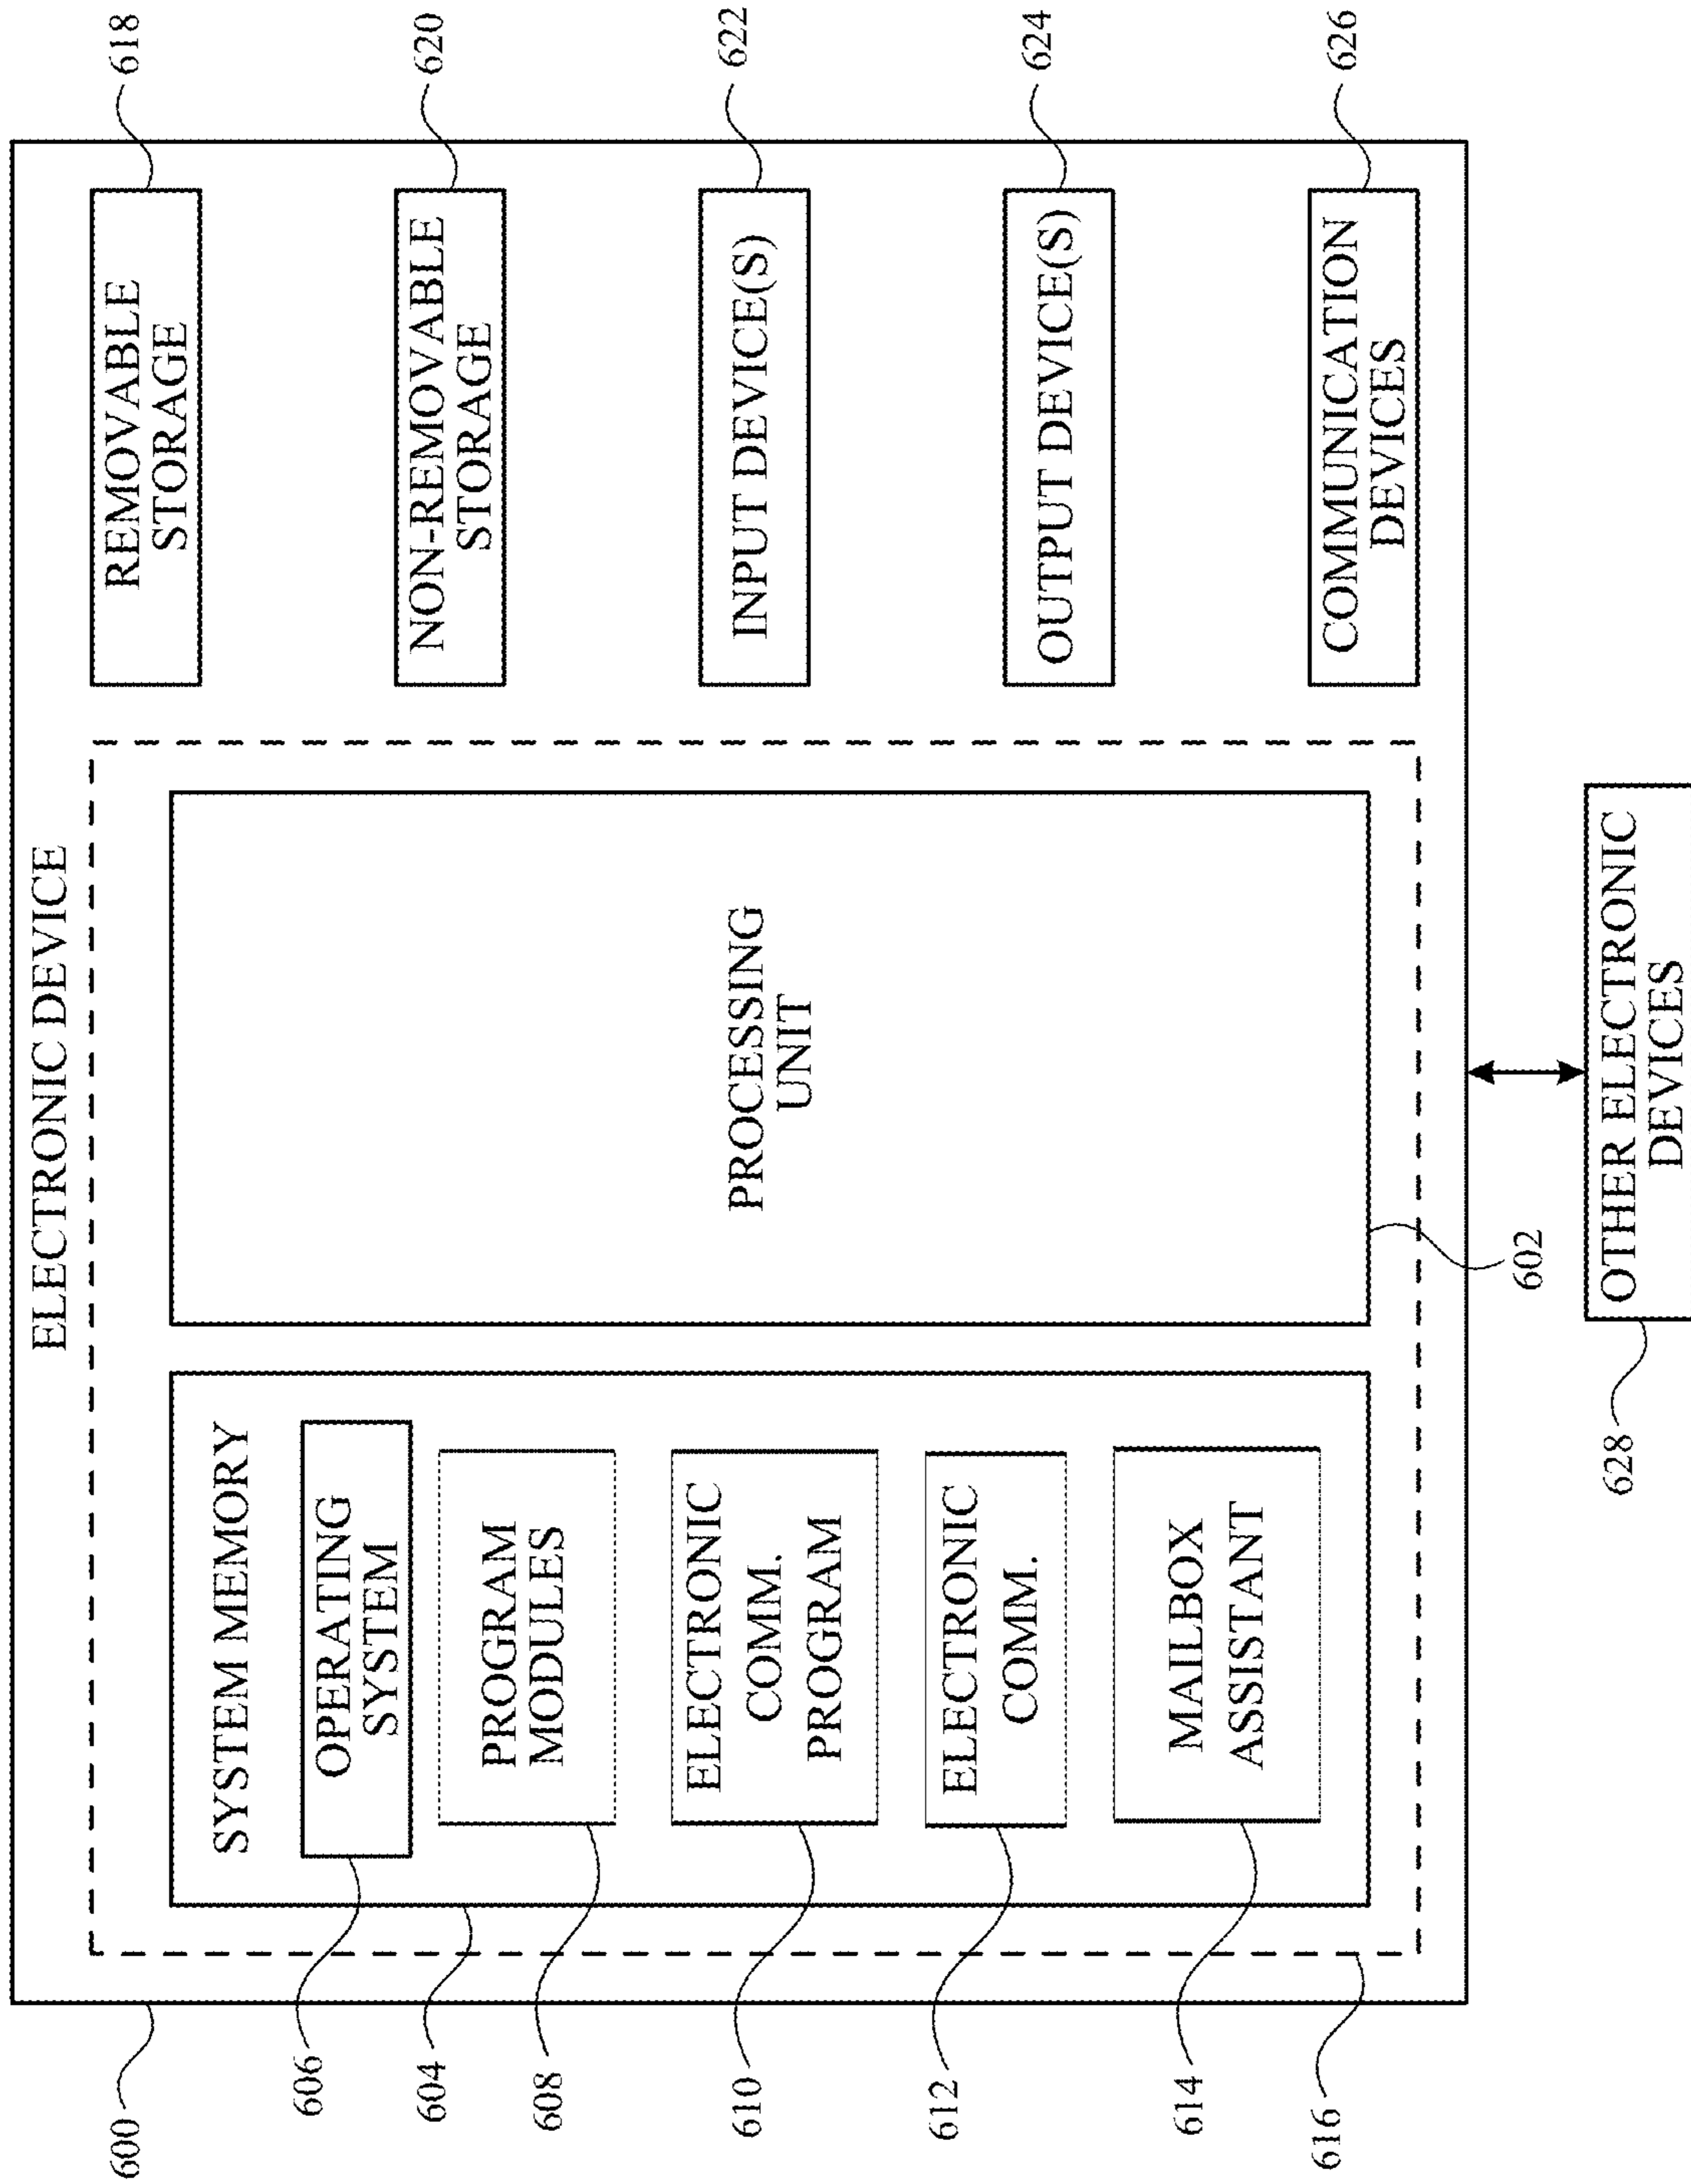 ELECTRONIC DEVICE
600
606
604
608
610
612
614
616
SYSTEM MEMORY
OPERATING
SYSTEM
PROGRAM
MODULES
ELECTRONIC
COMM.
PROGRAM
ELECTRONIC
COMM.
MAILBOX
ASSISTANT
PROCESSING
UNIT
602
REMOVABLE
STORAGE
618
NON-REMOVABLE
STORAGE
620
INPUT DEVICE(S)
622
OUTPUT DEVICE(S)
624
COMMUNICATION
DEVICES
626
OTHER ELECTRONIC
DEVICES
628